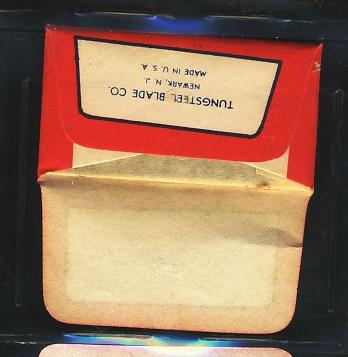 TUNGSTEEL BLADE CO.
NEWARK, N. J.
MADE IN U. S. A.